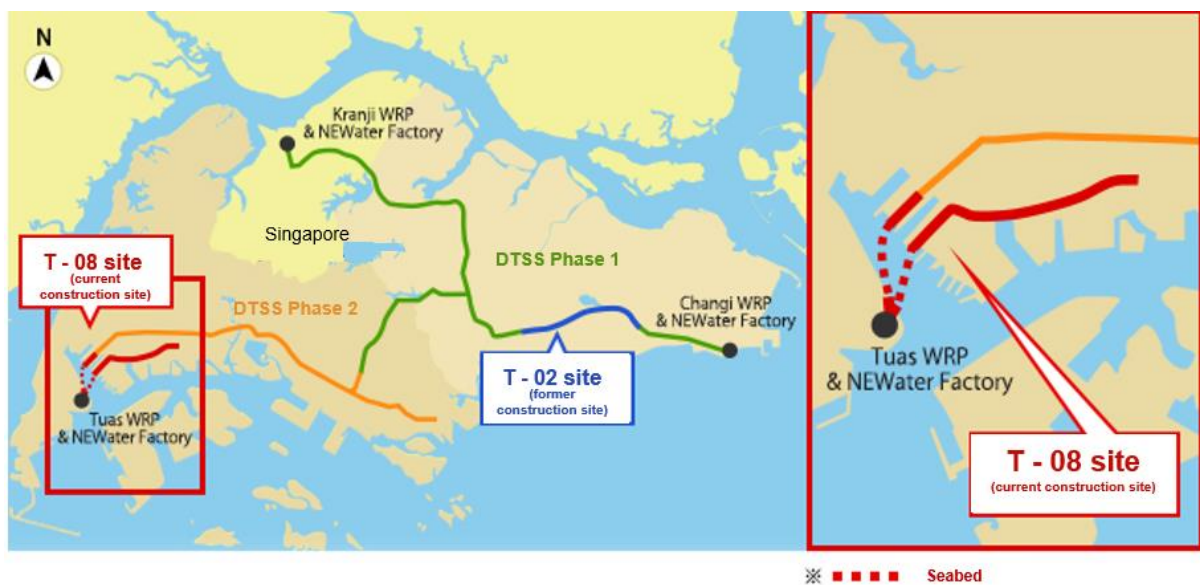 N
Kranji WRP
& NEWater Factory
Singapore
DTSS Phase 1
T - 08 site
(current
construction site)
DTSS Phase 2
Changi WRP
& NEWater Factory
T - 02 site
(former
construction site)
Tuas WRP
& NEWater Factory
Tuas WRP
& NEWater Factory
T - 08 site
(current construction site)
※ Seabed